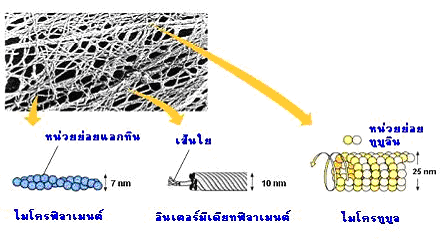 หน่วยย่อยแอกทิน
เส้นใย
หน่วยย่อย
ทูบูลิน
7 nm
10 nm
25 nm
ไมโครฟิลาเมนต์
อินเตอร์มีเดียทฟิลาเมนต์
ไมโครทูบูล